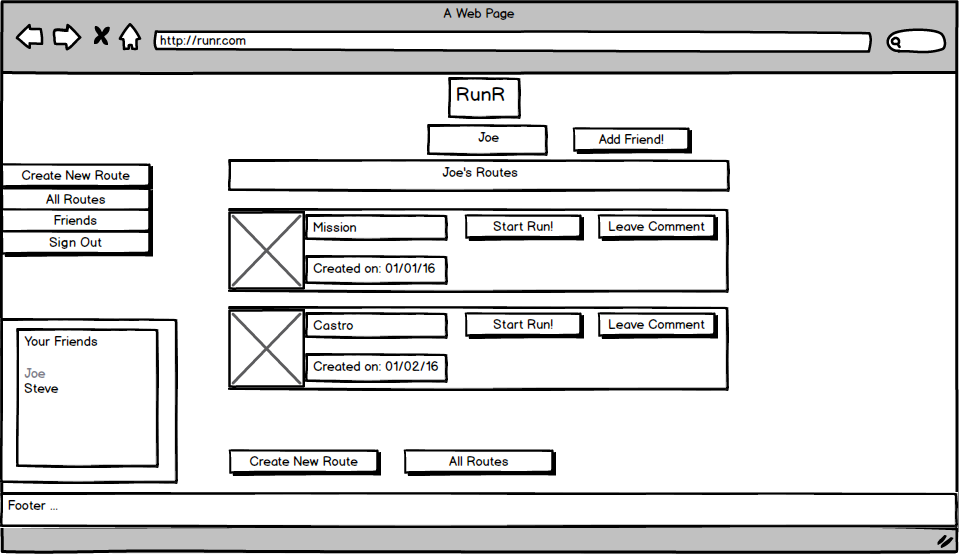 A Web Page
http://runr.com
RunR
Joe
Add Friend!
Joe's Routes
Create New Route
All Routes
Friends
Sign Out
Mission
Start Run!
Leave Comment
Created on: 01/01/16
Castro
Start Run!
Leave Comment
Created on: 01/02/16
Your Friends
Joe
Steve
Create New Route
All Routes
Footer ...